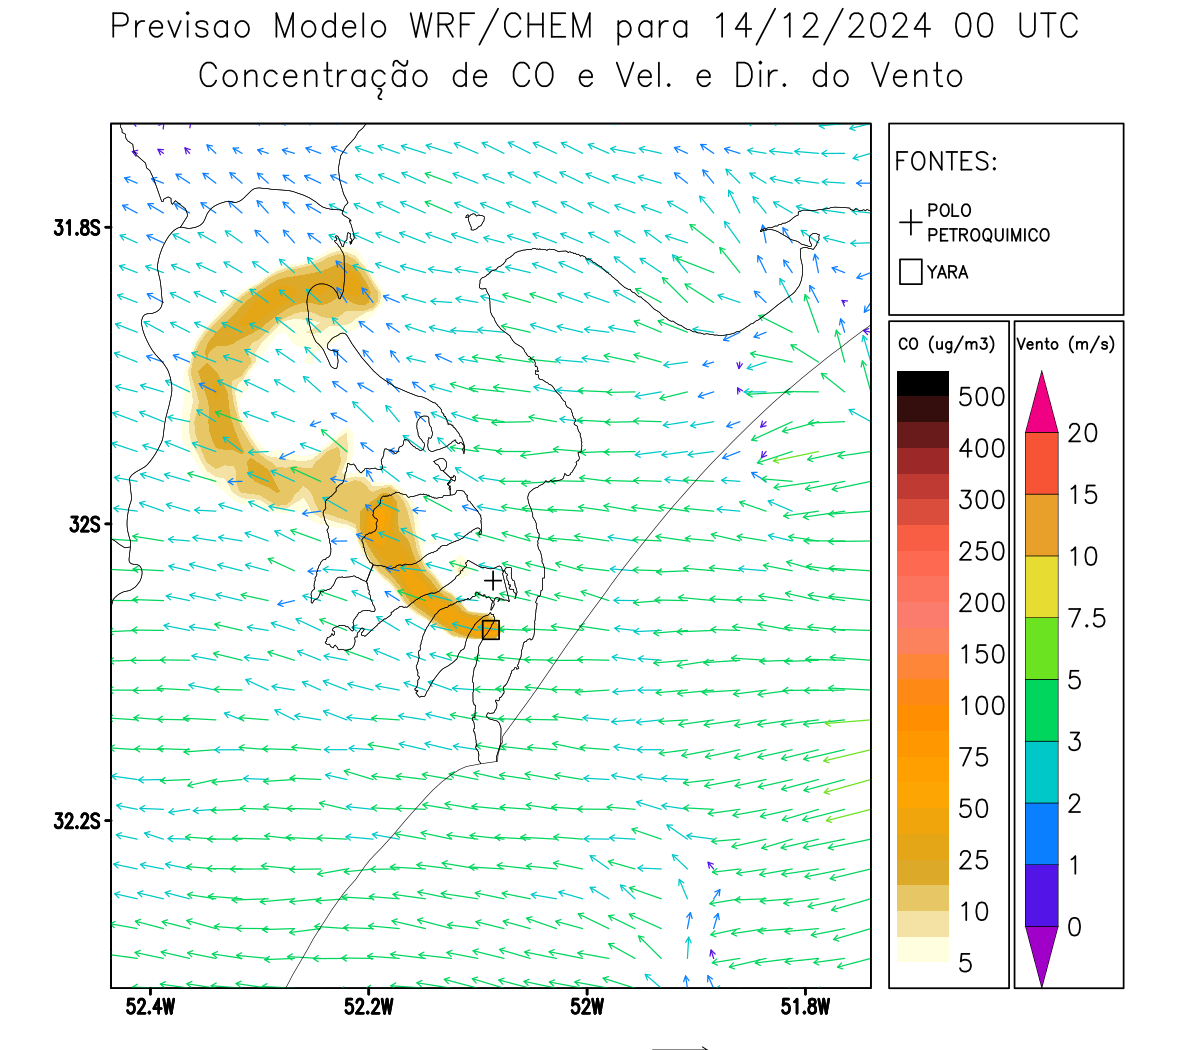 Previsao Modelo WRF/CHEM para 14/12/2024 00 UTC
Concentração de CO e Vel. e Dir. do Vento
FONTES:
POLO
PETROQUIMICO
YARA
CO (ug/m3)
500
400
300
250
200
150
100
75
50
25
10
5
Vento (m/s)
20
15
10
7.5
5
3
2
1
0
31.8S
32S
32.2S
52.4W
52.2W
52W
51.8W